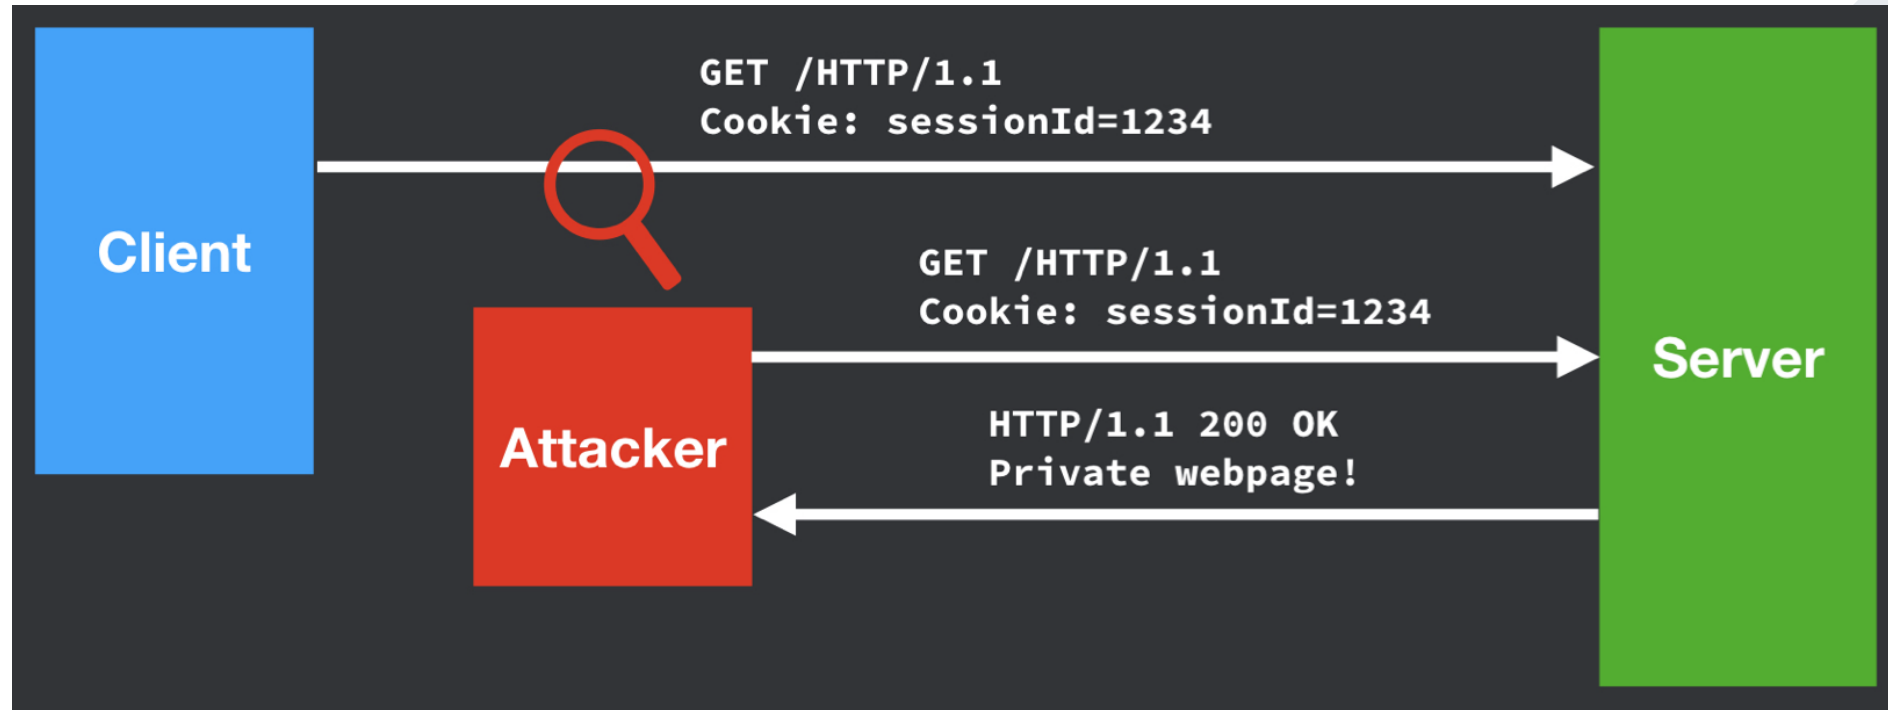 GET /HTTP/1.1
Cookie: sessionId=1234
Client
GET /HTTP/1.1
Cookie: sessionId=1234
Server
Attacker
HTTP/1.1 200 OK
Private webpage!